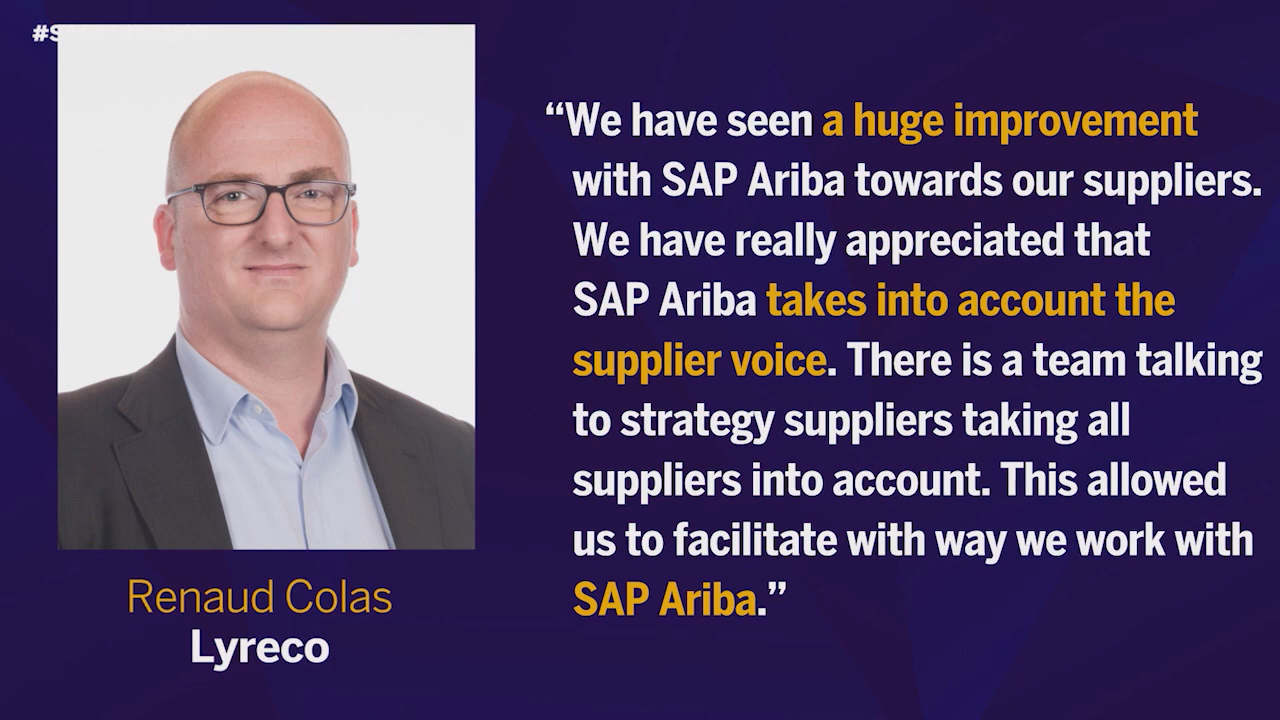 “We have seen a huge improvement
with SAP Ariba towards our suppliers.
We have really appreciated that
SAP Ariba takes into account the
supplier voice. There is a team talking
to strategy suppliers taking all
suppliers into account. This allowed
us to facilitate with way we work with
SAP Ariba.”
Renaud Colas
Lyreco